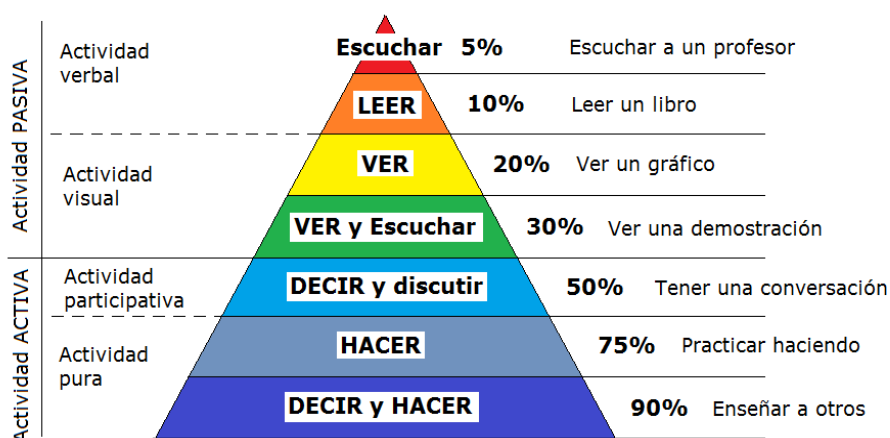 Actividad PASIVA
Actividad
verbal
Escuchar 5% Escuchar a un profesor
LEER 10% Leer un libro
Actividad
visual
VER 20% Ver un gráfico
VER y Escuchar 30% Ver una demostración
Actividad ACTIVA
Actividad
participativa
DECIR y discutir 50% Tener una conversación
Actividad
pura
HACER 75% Practicar haciendo
DECIR y HACER 90% Enseñar a otros